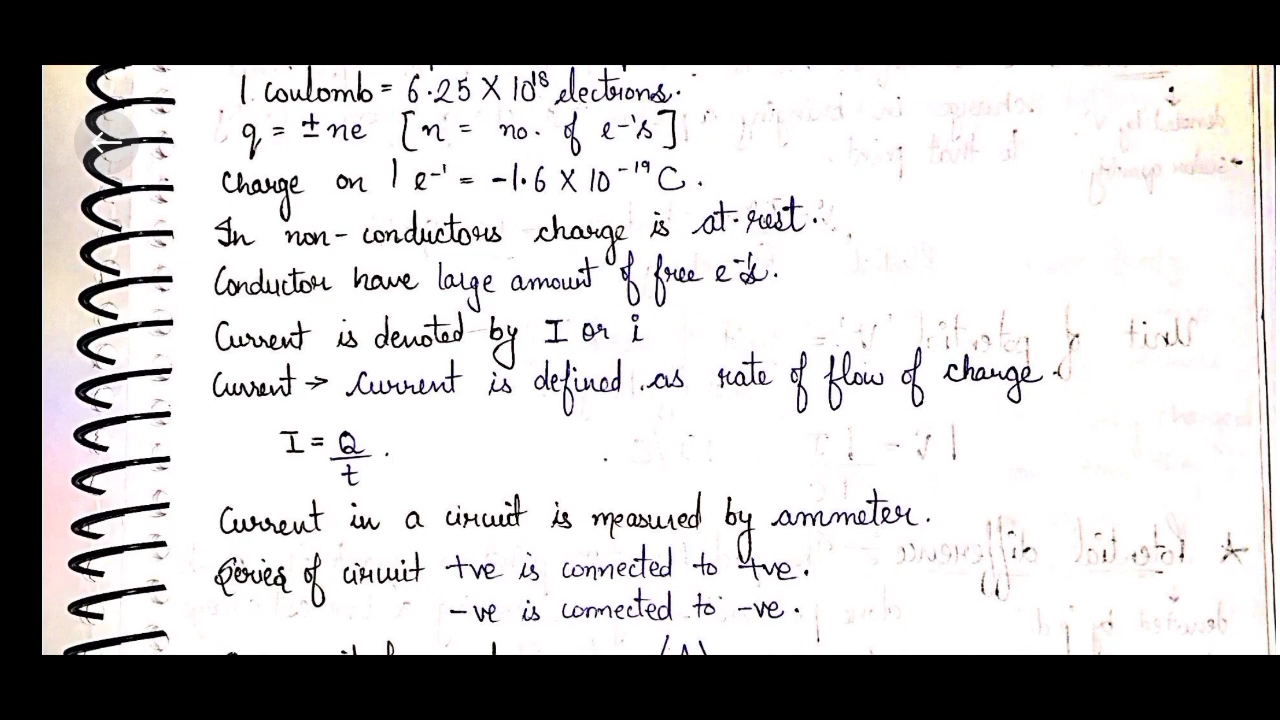 1 coulomb = 6.25 × 10¹⁸ electrons.
q = ± ne [n = no. of e⁻'s]
Charge on 1 e⁻¹ = -1.6 × 10⁻¹⁹ C.
In non-conductors charge is at rest.
Conductor have large amount of free e⁻'s.
Current is denoted by I or i
Current → Current is defined as rate of flow of charge.
I = Q/t.
Current in a circuit is measured by ammeter.
Series of circuit +ve is connected to +ve.
-ve is connected to -ve.